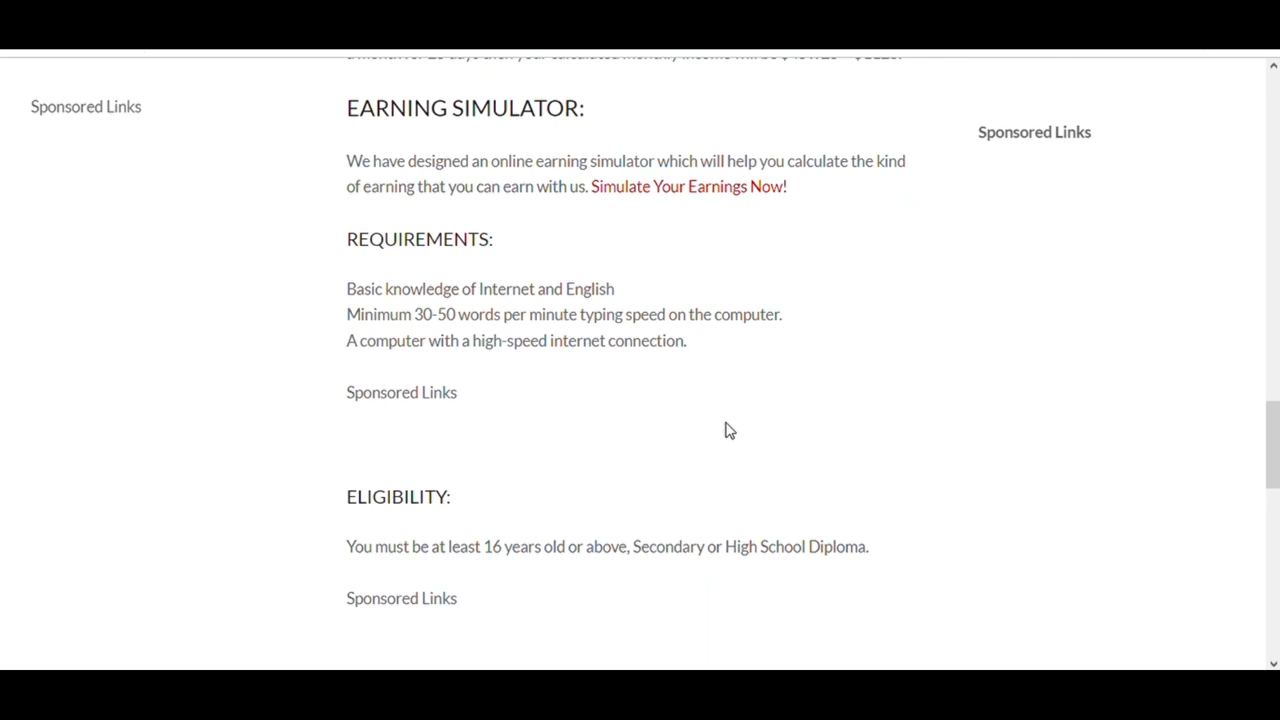 Sponsored Links
EARNING SIMULATOR:
Sponsored Links
We have designed an online earning simulator which will help you calculate the kind
of earning that you can earn with us. Simulate Your Earnings Now!
REQUIREMENTS:
Basic knowledge of Internet and English
Minimum 30-50 words per minute typing speed on the computer.
A computer with a high-speed internet connection.
Sponsored Links
ELIGIBILITY:
You must be at least 16 years old or above, Secondary or High School Diploma.
Sponsored Links